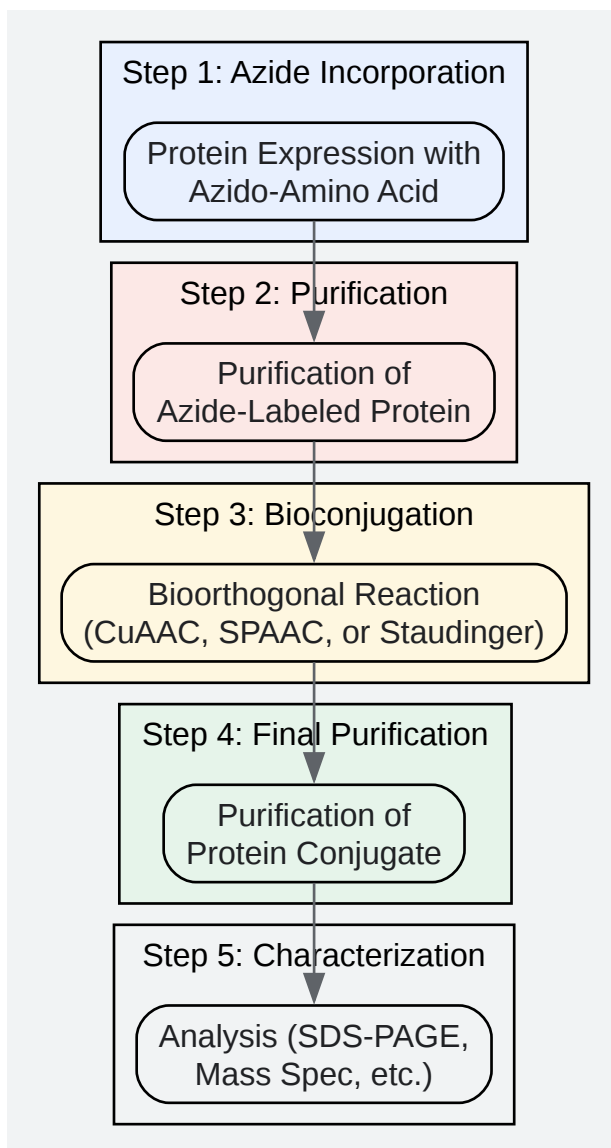 Step 1: Azide Incorporation
Protein Expression with
Azido-Amino Acid
Step 2: Purification
Purification of
Azide-Labeled Protein
Step 3: Bioconjugation
Bioorthogonal Reaction
(CuAAC, SPAAC, or Staudinger)
Step 4: Final Purification
Purification of
Protein Conjugate
Step 5: Characterization
Analysis (SDS-PAGE,
Mass Spec, etc.)